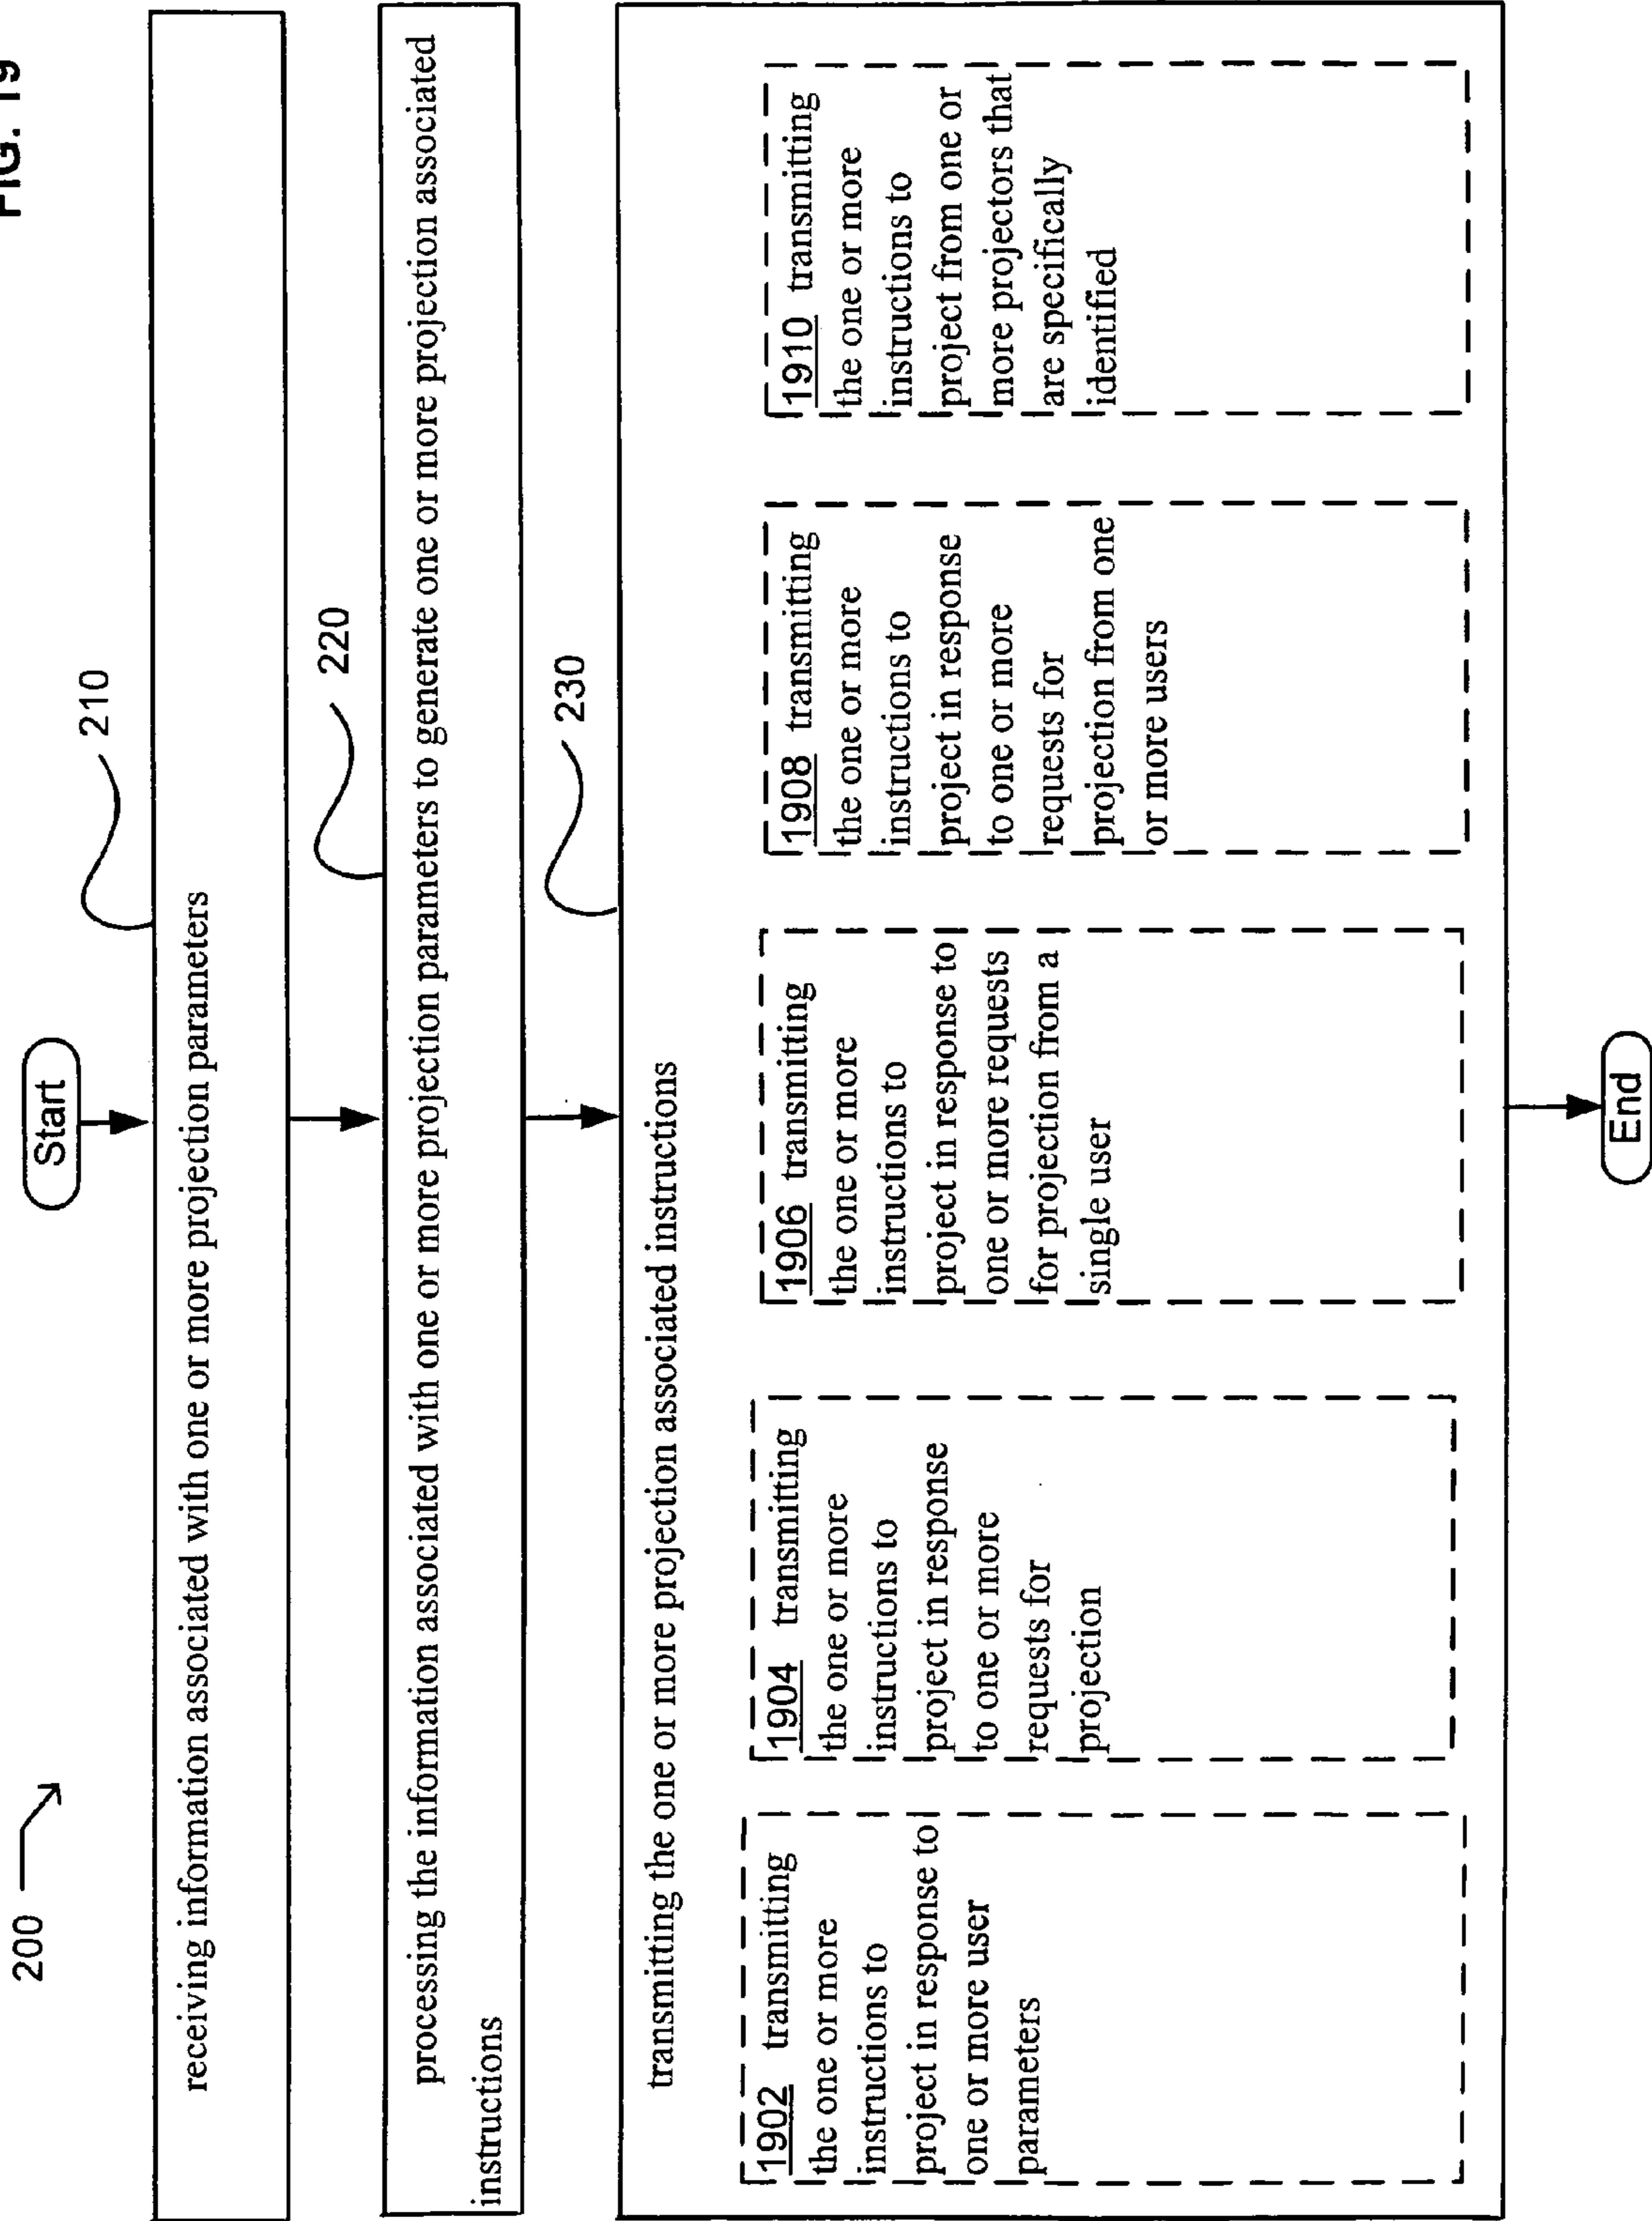 FIG. 19
200
Start
210
receiving information associated with one or more projection parameters
220
processing the information associated with one or more projection parameters to generate one or more projection associated
instructions
230
transmitting the one or more projection associated instructions
1902 transmitting
the one or more
instructions to
project in response to
one or more user
parameters
1904 transmitting
the one or more
instructions to
project in response
to one or more
requests for
projection
1906 transmitting
the one or more
instructions to
project in response to
one or more requests
for projection from a
single user
1908 transmitting
the one or more
instructions to
project in response
to one or more
requests for
projection from one
or more users
1910 transmitting
the one or more
instructions to
project from one or
more projectors that
are specifically
identified
End